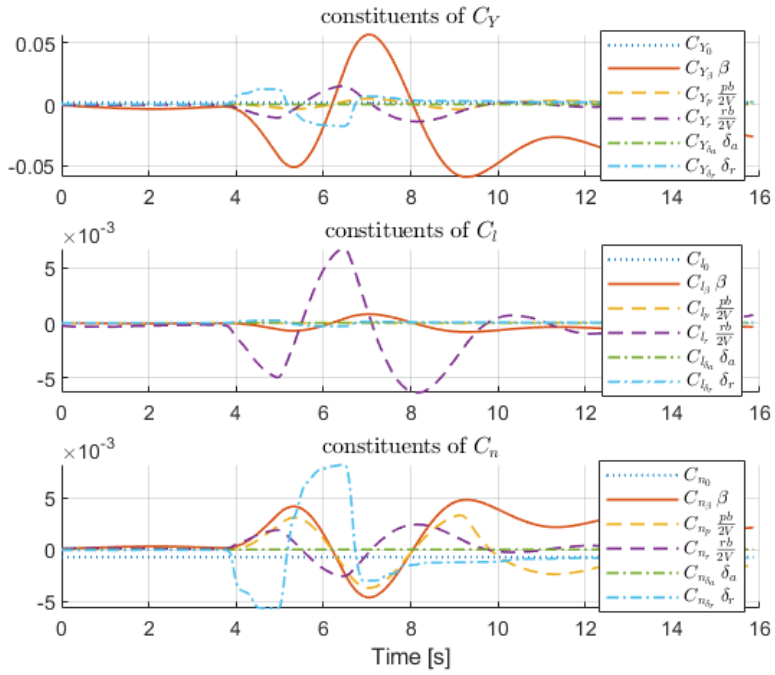 constituents of C_Y
0.05
0
-0.05
C_{Y_0}
C_{Y_β} β
C_{Y_p} pb/2V
C_{Y_r} rb/2V
C_{Y_{δ_a}} δ_a
C_{Y_{δ_r}} δ_r
0 2 4 6 8 10 12 14 16
constituents of C_l
×10^{-3}
5
0
-5
C_{l_0}
C_{l_β} β
C_{l_p} pb/2V
C_{l_r} rb/2V
C_{l_{δ_a}} δ_a
C_{l_{δ_r}} δ_r
0 2 4 6 8 10 12 14 16
constituents of C_n
×10^{-3}
5
0
-5
C_{n_0}
C_{n_β} β
C_{n_p} pb/2V
C_{n_r} rb/2V
C_{n_{δ_a}} δ_a
C_{n_{δ_r}} δ_r
0 2 4 6 8 10 12 14 16
Time [s]